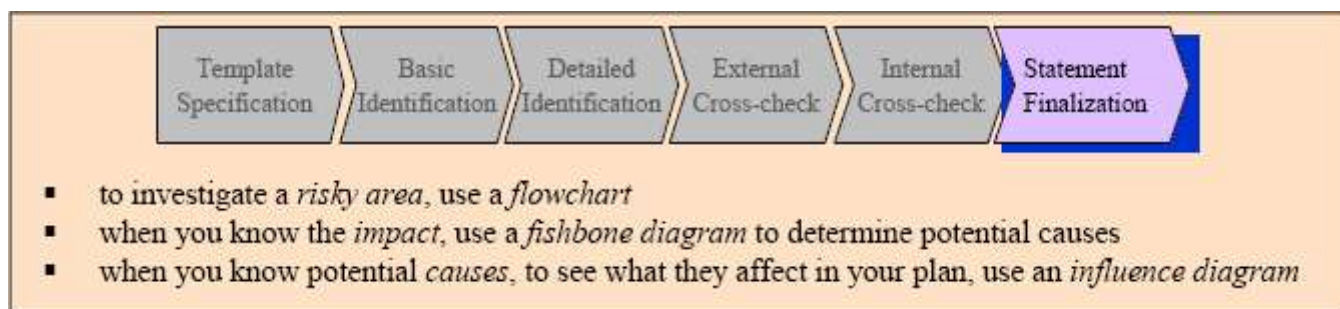 Template
Specification
Basic
Identification
Detailed
Identification
External
Cross-check
Internal
Cross-check
Statement
Finalization
▪ to investigate a risky area, use a flowchart
▪ when you know the impact, use a fishbone diagram to determine potential causes
▪ when you know potential causes, to see what they affect in your plan, use an influence diagram